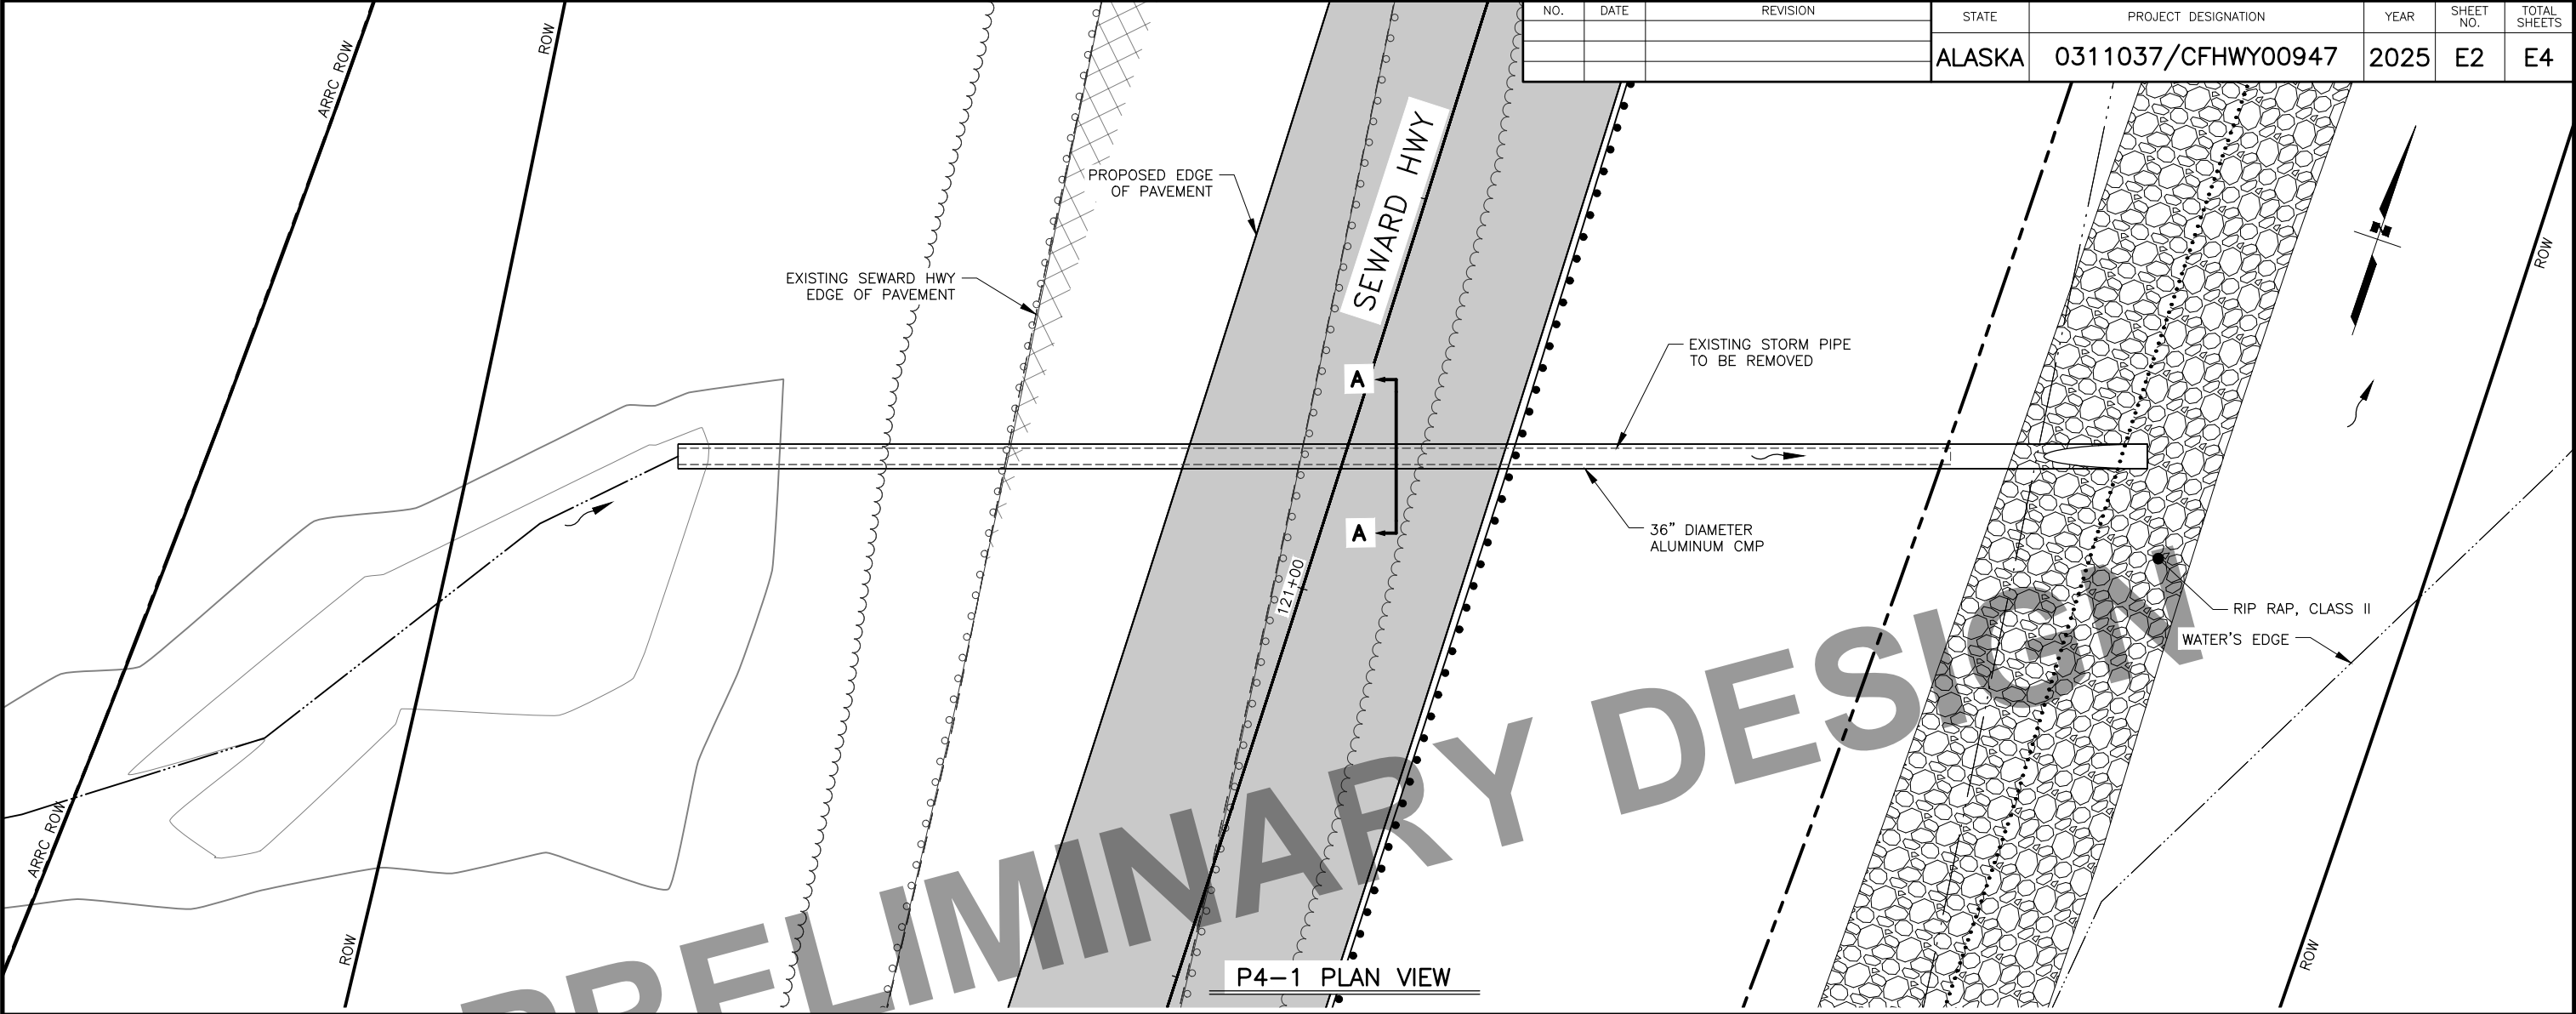 NO.
DATE
REVISION
STATE
PROJECT DESIGNATION
YEAR
SHEET
NO.
TOTAL
SHEETS
ALASKA
0311037/CFHWY00947
2025
E2
E4
ARRC ROW
ROW
PROPOSED EDGE
OF PAVEMENT
SEWARD HWY
EXISTING SEWARD HWY
EDGE OF PAVEMENT
ROW
EXISTING STORM PIPE
TO BE REMOVED
A
A
36" DIAMETER
ALUMINUM CMP
121+00
RIP RAP, CLASS II
WATER'S EDGE
ARRC ROW
ROW
ROW
PRELIMINARY DESIGN
P4-1 PLAN VIEW